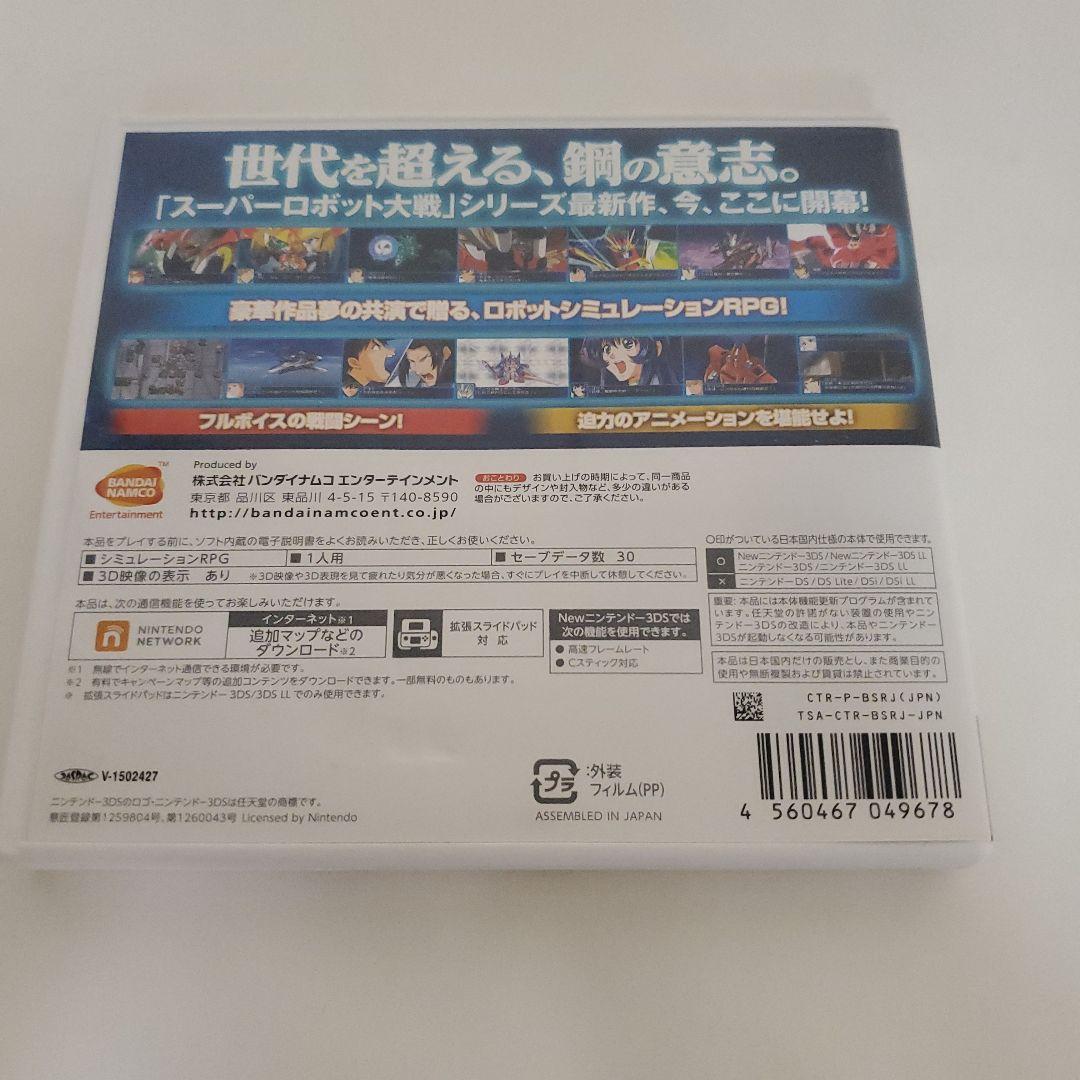 世代を超える、鋼の意志。
「スーパーロボット大戦」シリーズ最新作、今、ここに開幕!
豪華作品夢の共演で贈る、ロボットシミュレーションRPG!
フルボイスの戦闘シーン!
迫力のアニメーションを堪能せよ!
BANDAI
NAMCO
Entertainment
TM
Produced by
株式会社バンダイナムコ エンターテインメント
東京都 品川区 東品川 4-5-15 〒140-8590
http://bandainamcoent.co.jp/
おことわり お買い上げの時期によって、同一商品
の中にもデザインや封入物など、多少の違いがある
場合がございますので、ご了承ください。
本品をプレイする前に、ソフト内蔵の電子説明書をよくお読みいただき、正しくお使いください。
■シミュレーションRPG ■1人用 ■セーブデータ数 30
■3D映像の表示 あり ※3D映像や3D表現を見て疲れたり気分が悪くなった場合、すぐにプレイを中断して休憩してください。
○印がついている日本国内仕様の本体で使用できます。
○ Newニンテンドー3DS/Newニンテンドー3DS LL
ニンテンドー3DS/ニンテンドー3DS LL
× ニンテンドーDS/DS Lite/DSi/DSi LL
重要: 本品には本体機能更新プログラムが含まれて
います。任天堂の許諾がない装置の使用やニン
テンドー3DSの改造により、本品やニンテンドー
3DSが起動しなくなる可能性があります。
本品は日本国内だけの販売とし、また商業目的の
使用や無断複製および賃貸は禁止されています。
本品は、次の通信機能を使ってお楽しみいただけます。
NINTENDO
NETWORK
インターネット※1
追加マップなどの
ダウンロード※2
拡張スライドパッド
対応
Newニンテンドー3DSでは
次の機能を使用できます。
● 高速フレームレート
● Cスティック対応
※1 無線でインターネット通信できる環境が必要です。
※2 有料でキャンペーンマップ等の追加コンテンツをダウンロードできます。一部無料のものもあります。
※ 拡張スライドパッドはニンテンドー3DS/3DS LL でのみ使用できます。
CTR-P-BSRJ(JPN)
TSA-CTR-BSRJ-JPN
V-1502427
ニンテンドー3DSのロゴ・ニンテンドー3DSは任天堂の商標です。
意匠登録第1259804号、第1260043号 Licensed by Nintendo
プラ
:外装
フィルム(PP)
ASSEMBLED IN JAPAN
4 560467 049678